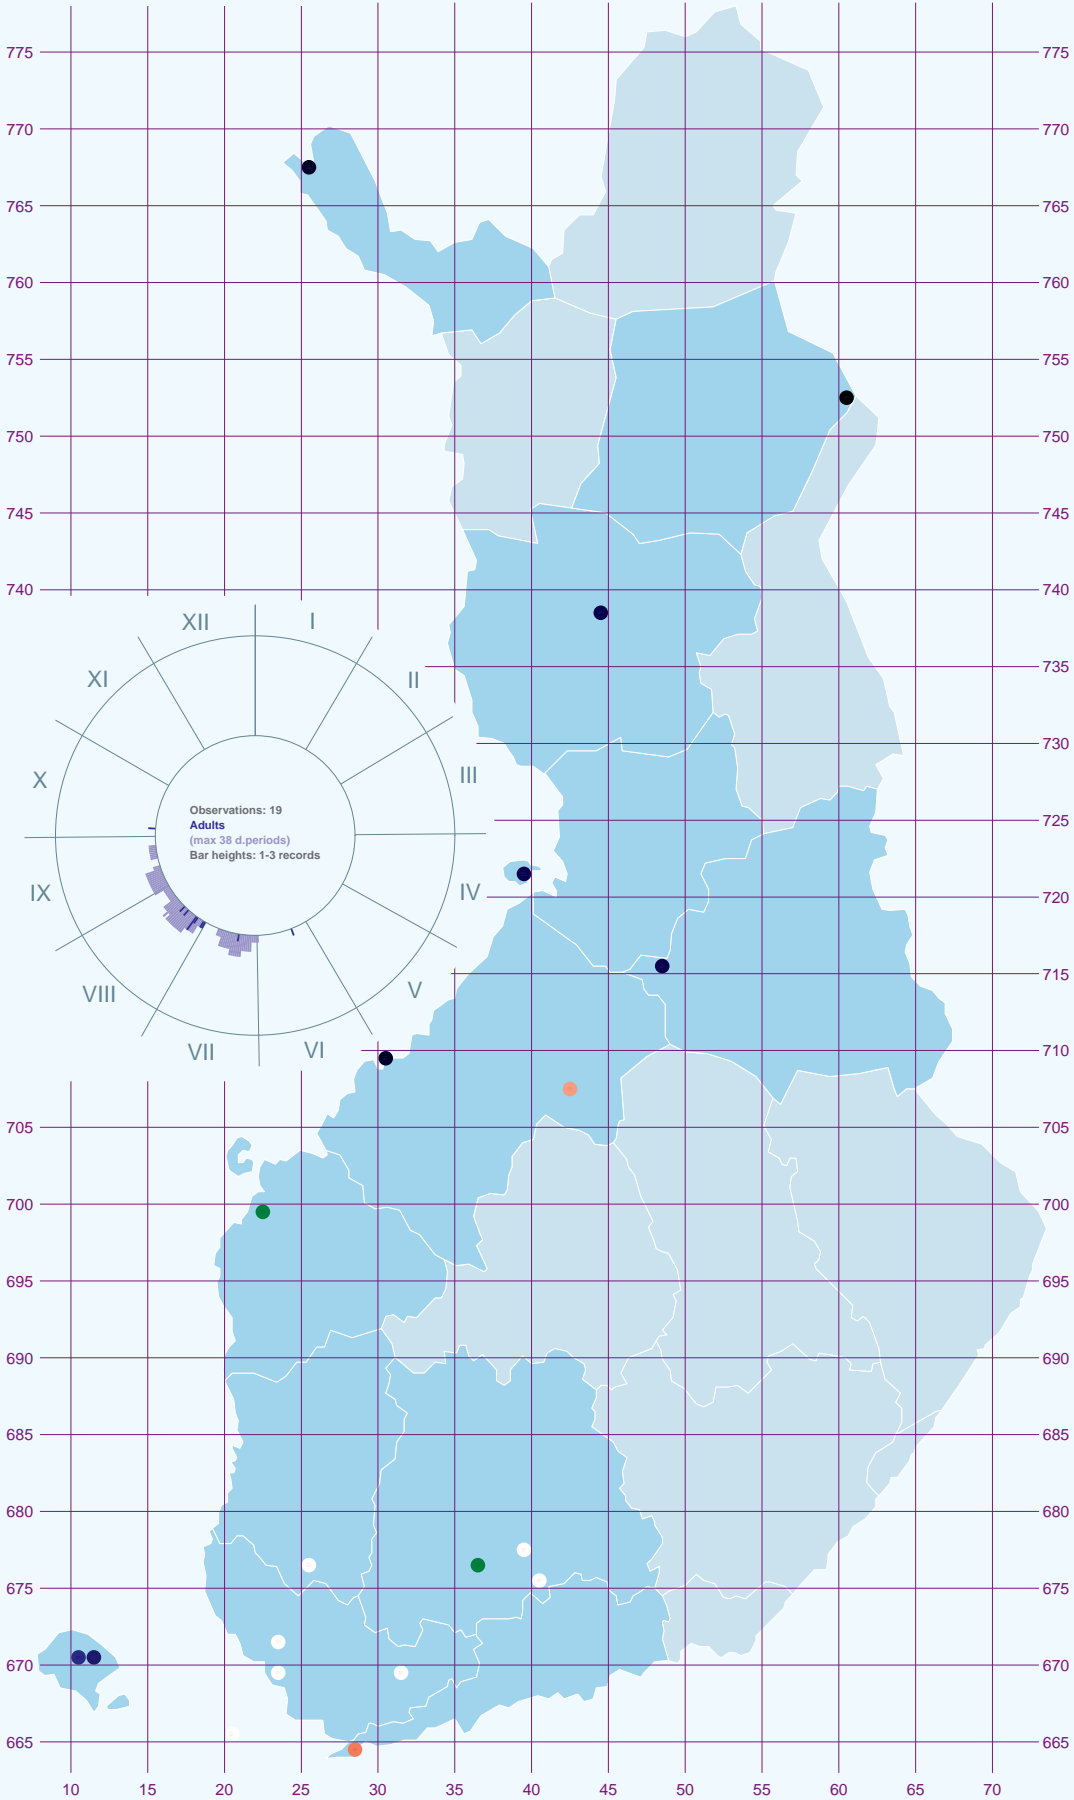 775 775
770 770
765 765
760 760
755 755
750 750
745 745
740 740
XII I
XI II
735
730
X III
Observations: 19
Adults
(max 38 d.periods)
Bar heights: 1-3 records
725
IX IV
720
VIII V
715
VII VI
710
705 705
700 700
695 695
690 690
685 685
680 680
675 675
670 670
665 665
10 15 20 25 30 35 40 45 50 55 60 65 70